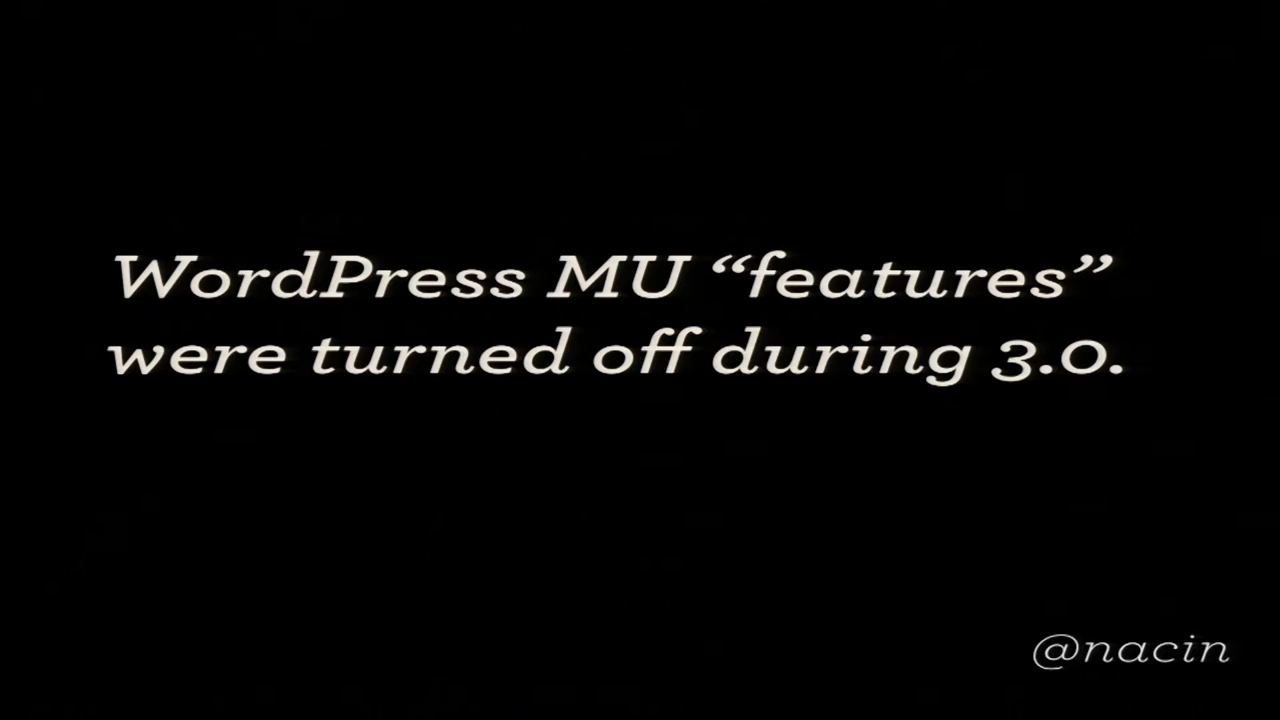 WordPress MU “features”
were turned off during 3.0.
@nacin